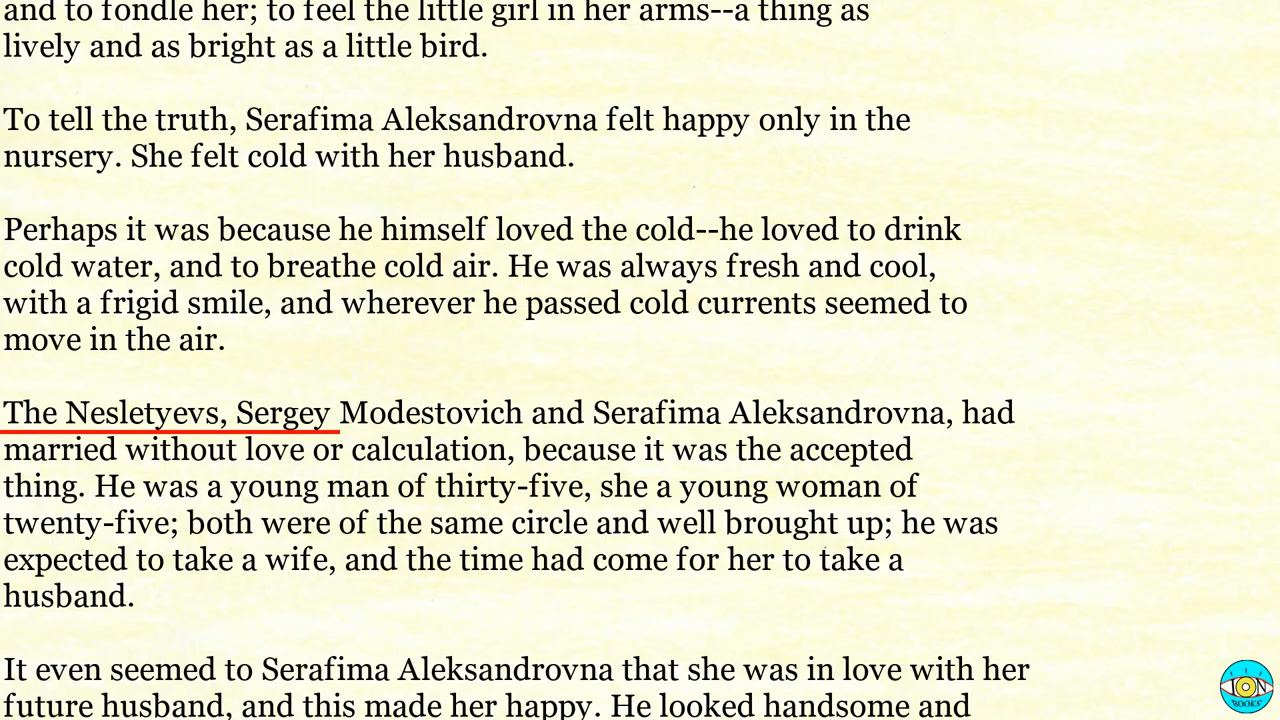 and to fondle her; to feel the little girl in her arms--a thing as
lively and as bright as a little bird.
To tell the truth, Serafima Aleksandrovna felt happy only in the
nursery. She felt cold with her husband.
Perhaps it was because he himself loved the cold--he loved to drink
cold water, and to breathe cold air. He was always fresh and cool,
with a frigid smile, and wherever he passed cold currents seemed to
move in the air.
The Nesletyevs, Sergey Modestovich and Serafima Aleksandrovna, had
married without love or calculation, because it was the accepted
thing. He was a young man of thirty-five, she a young woman of
twenty-five; both were of the same circle and well brought up; he was
expected to take a wife, and the time had come for her to take a
husband.
It even seemed to Serafima Aleksandrovna that she was in love with her
future husband, and this made her happy. He looked handsome and
ION
BOOKS